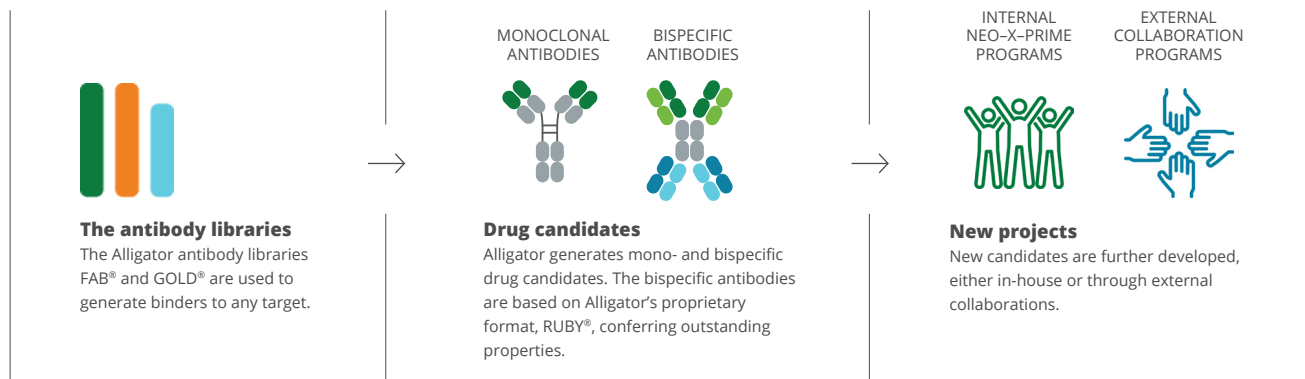 The antibody libraries
The Alligator antibody libraries
FAB® and GOLD® are used to
generate binders to any target.
MONOCLONAL
ANTIBODIES
BISPECIFIC
ANTIBODIES
Drug candidates
Alligator generates mono- and bispecific
drug candidates. The bispecific antibodies
are based on Alligator’s proprietary
format, RUBY®, conferring outstanding
properties.
INTERNAL
NEO–X–PRIME
PROGRAMS
EXTERNAL
COLLABORATION
PROGRAMS
New projects
New candidates are further developed,
either in-house or through external
collaborations.